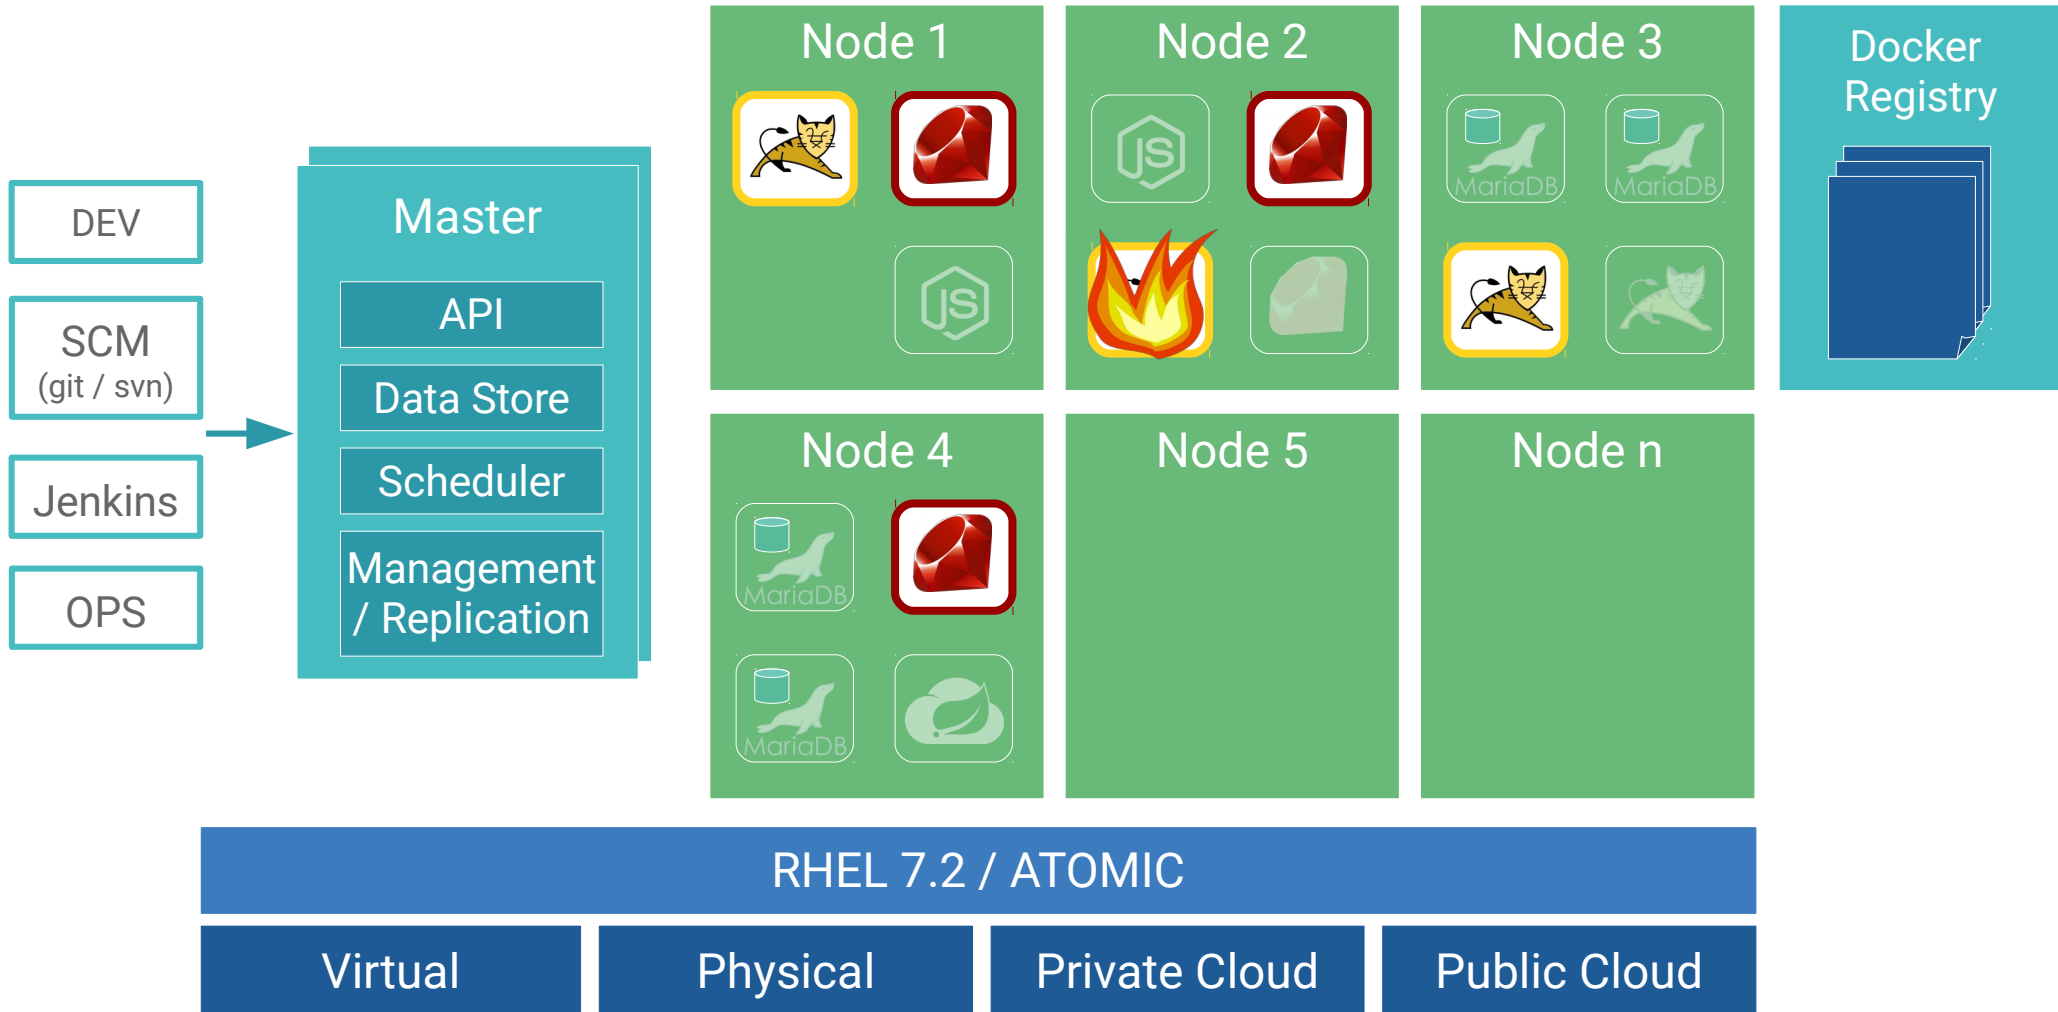 DEV
SCM
(git / svn)
Jenkins
OPS
Master
API
Data Store
Scheduler
Management
/ Replication
Node 1
JS
Node 2
JS
Node 3
MariaDB
MariaDB
Node 4
MariaDB
MariaDB
Node 5
Node n
Docker
Registry
RHEL 7.2 / ATOMIC
Virtual
Physical
Private Cloud
Public Cloud